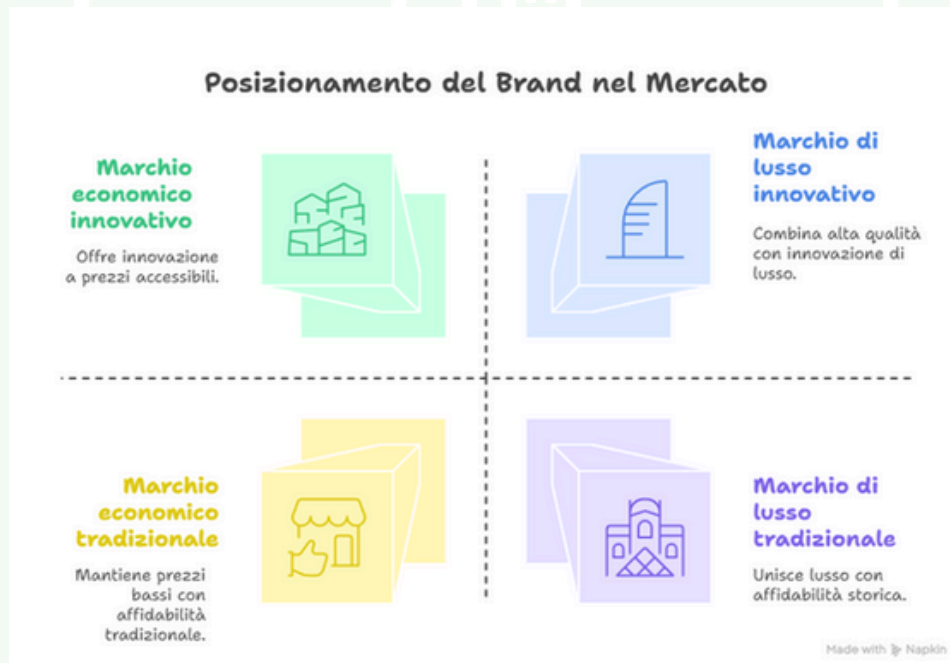 Posizionamento del Brand nel Mercato
Marchio
economico
innovativo
Offre innovazione
a prezzi accessibili.
Marchio di
lusso
innovativo
Combina alta qualità
con innovazione di
lusso.
Marchio
economico
tradizionale
Mantiene prezzi
bassi con
affidabilità
tradizionale.
Marchio di
lusso
tradizionale
Unisce lusso con
affidabilità storica.
Made with Napkin